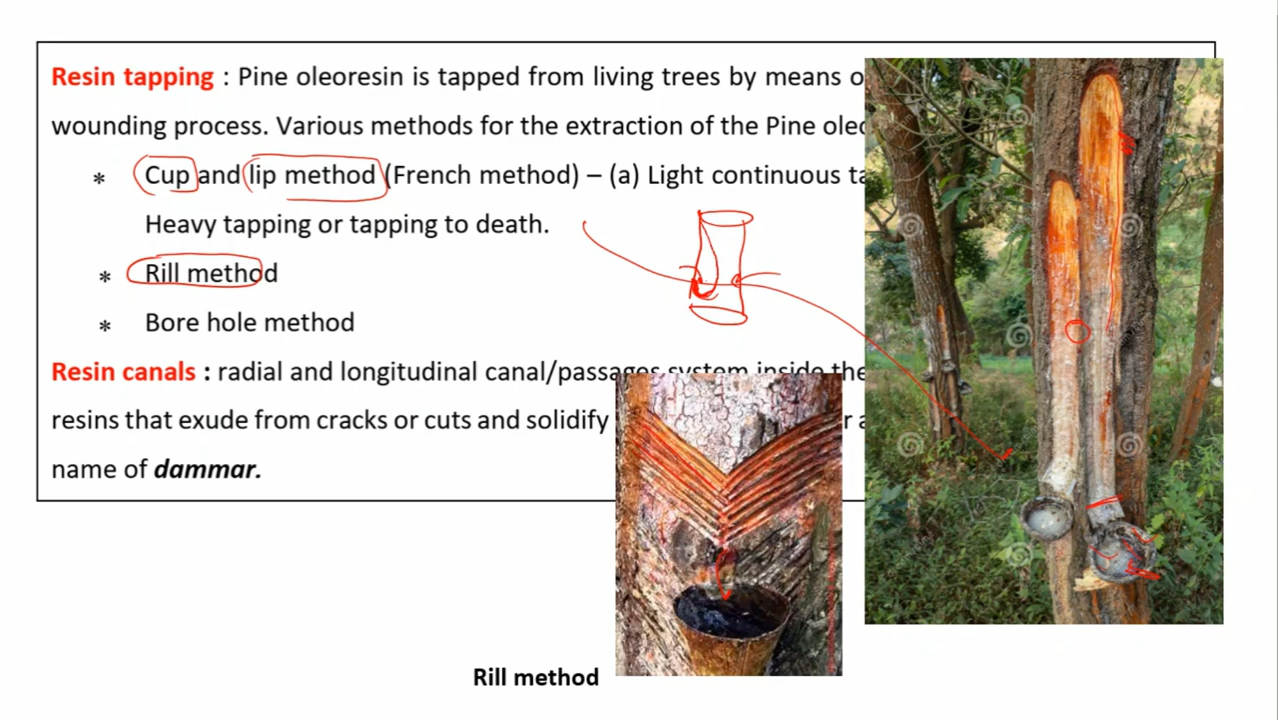 Resin tapping : Pine oleoresin is tapped from living trees by means o
wounding process. Various methods for the extraction of the Pine oleo
* Cup and lip method (French method) – (a) Light continuous ta
Heavy tapping or tapping to death.
* Rill method
* Bore hole method
Resin canals : radial and longitudinal canal/passages system inside the
resins that exude from cracks or cuts and solidify
name of dammar.
Rill method